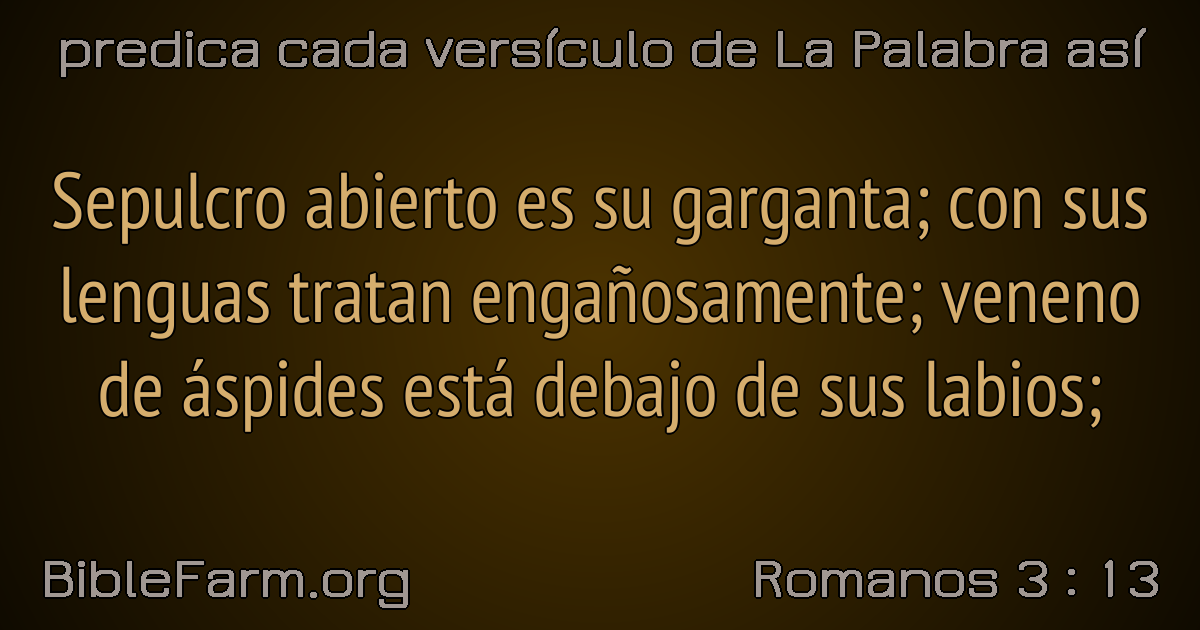 predica cada versículo de La Palabra así
Sepulcro abierto es su garganta; con sus
lenguas tratan engañosamente; veneno
de áspides está debajo de sus labios;
BibleFarm.org
Romanos 3 : 13